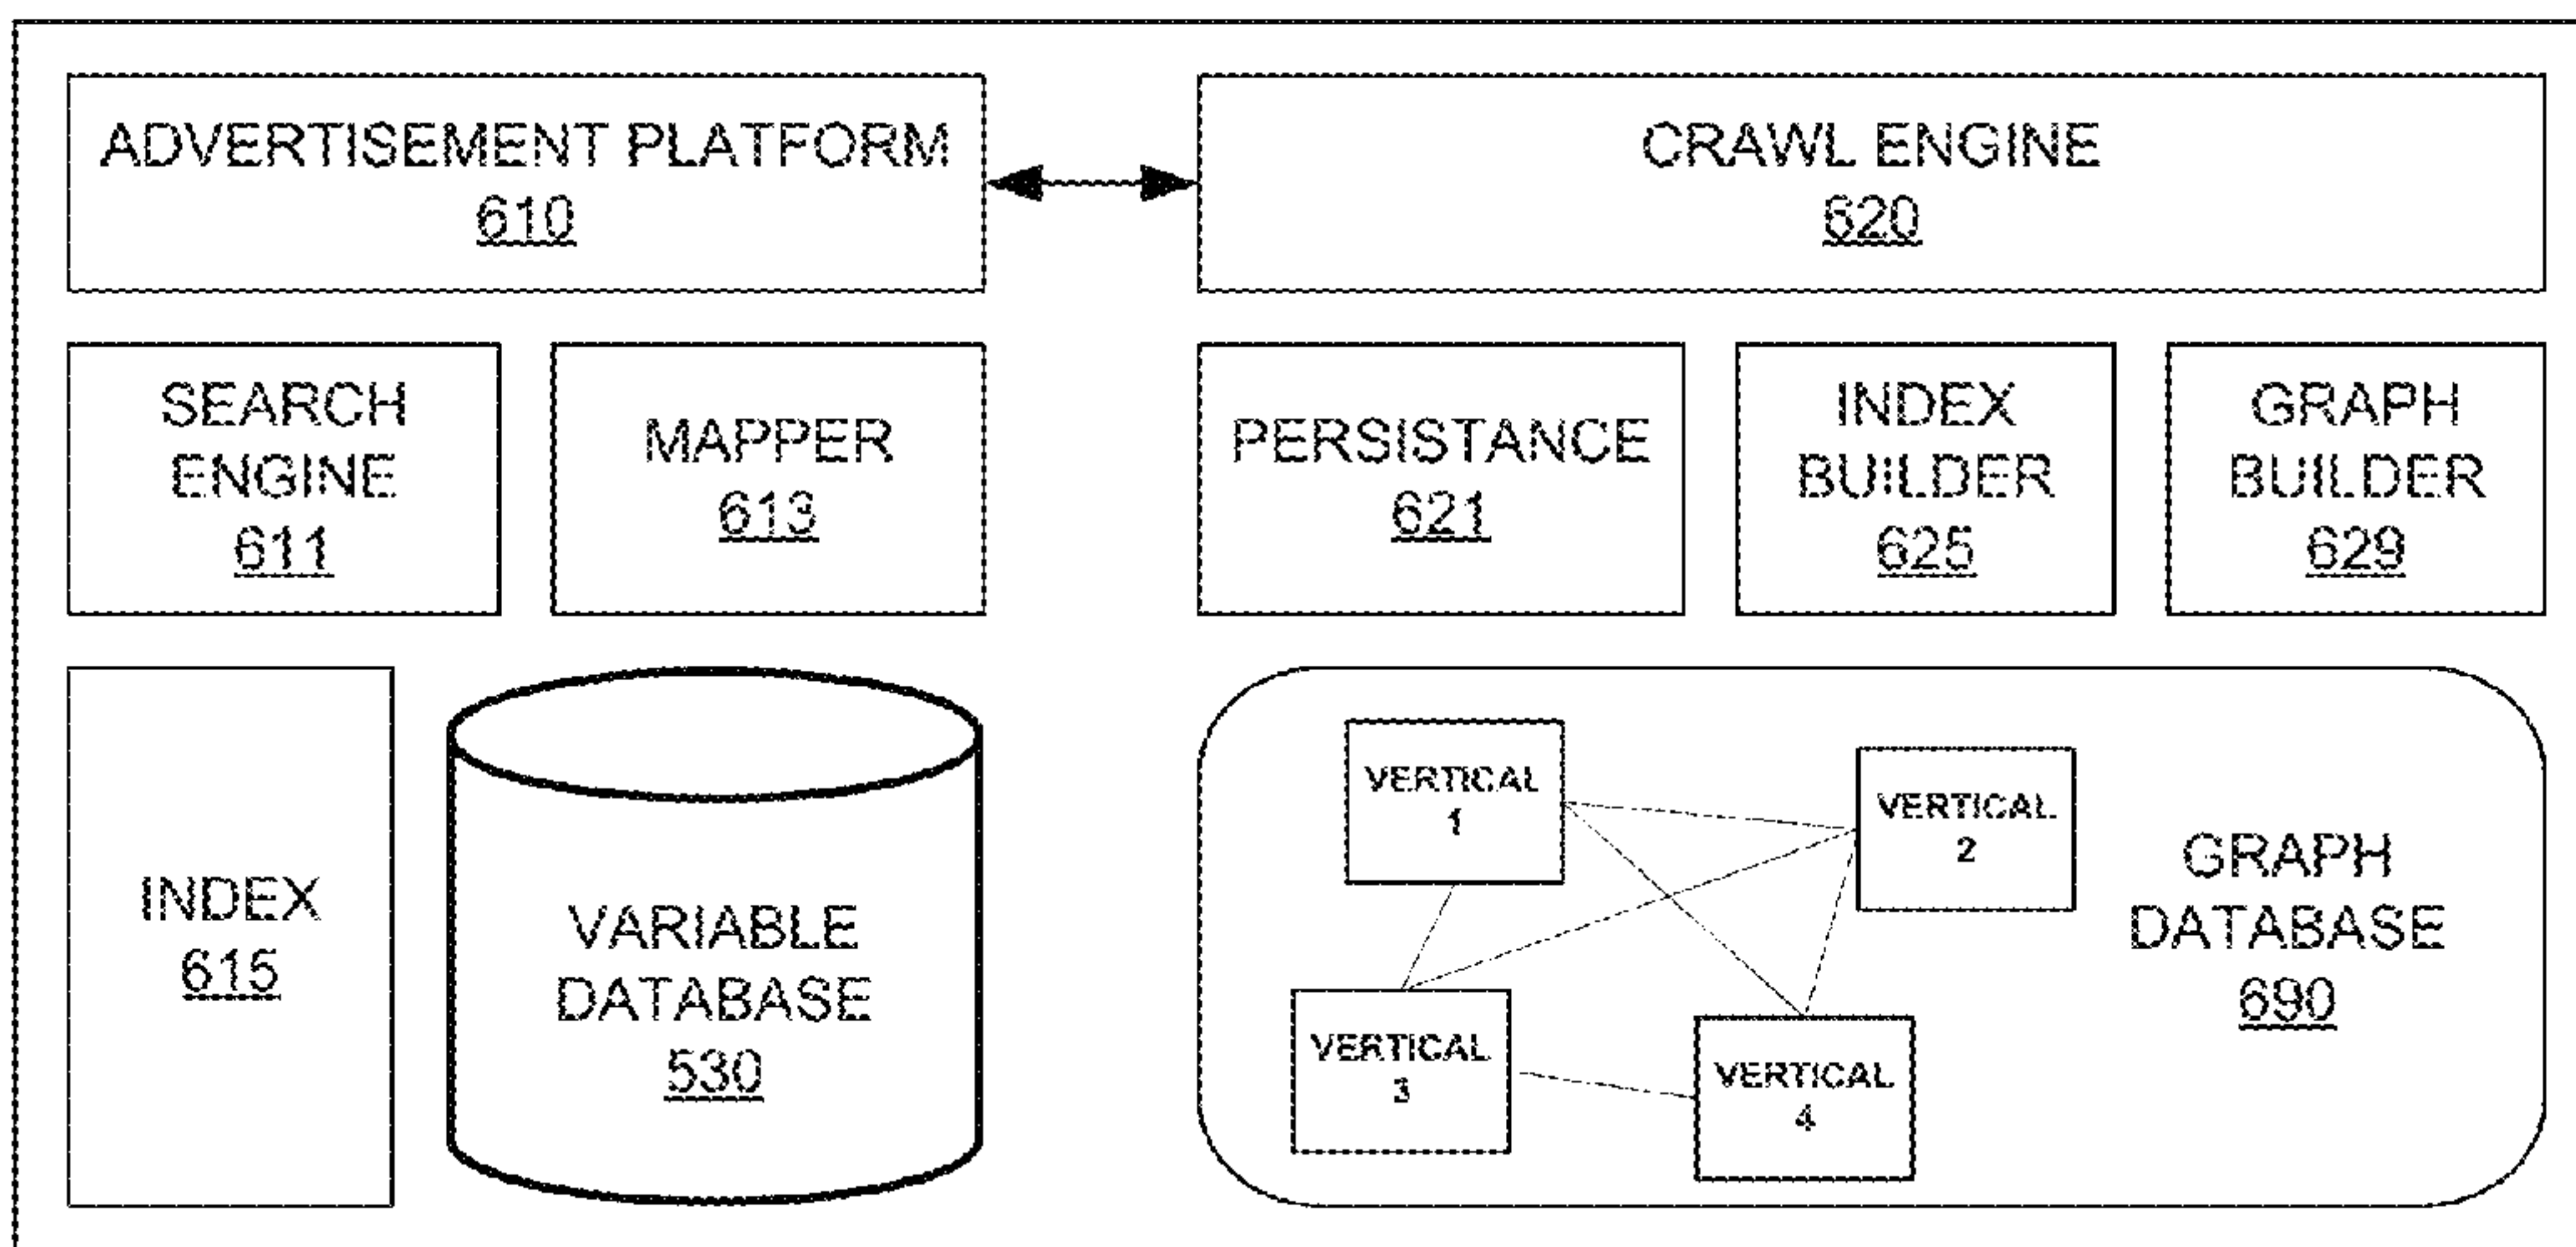 ADVERTISEMENT PLATFORM
610
CRAWL ENGINE
620
SEARCH
ENGINE
611
MAPPER
613
PERSISTANCE
621
INDEX
BUILDER
625
GRAPH
BUILDER
629
INDEX
615
VARIABLE
DATABASE
530
VERTICAL
1
VERTICAL
2
VERTICAL
3
VERTICAL
4
GRAPH
DATABASE
690